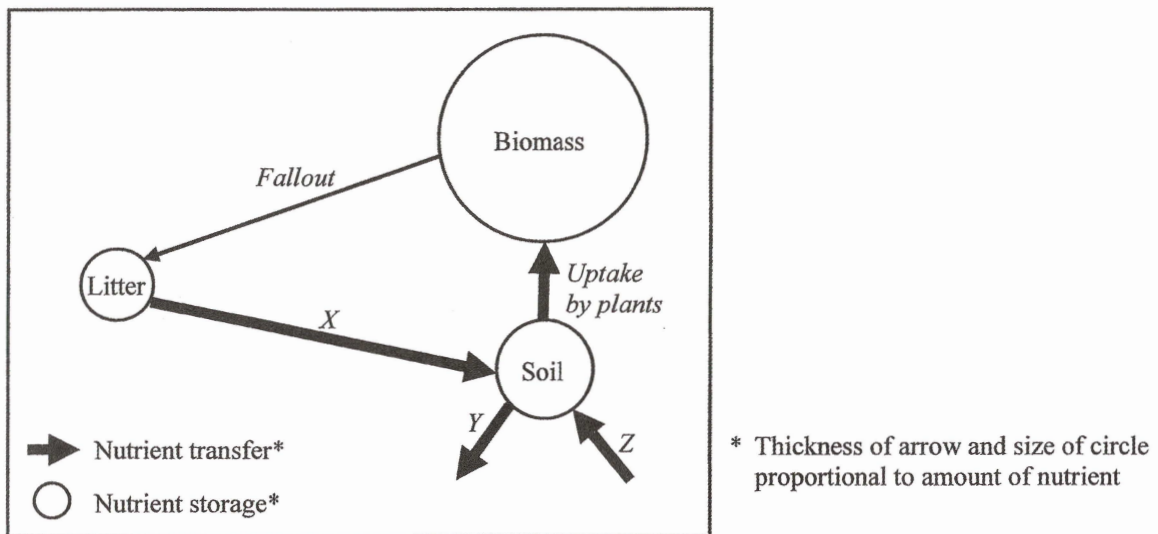 Biomass
Fallout
Litter
Uptake
by plants
X
Soil
Y
Z
Nutrient transfer*
Nutrient storage*
* Thickness of arrow and size of circle
proportional to amount of nutrient